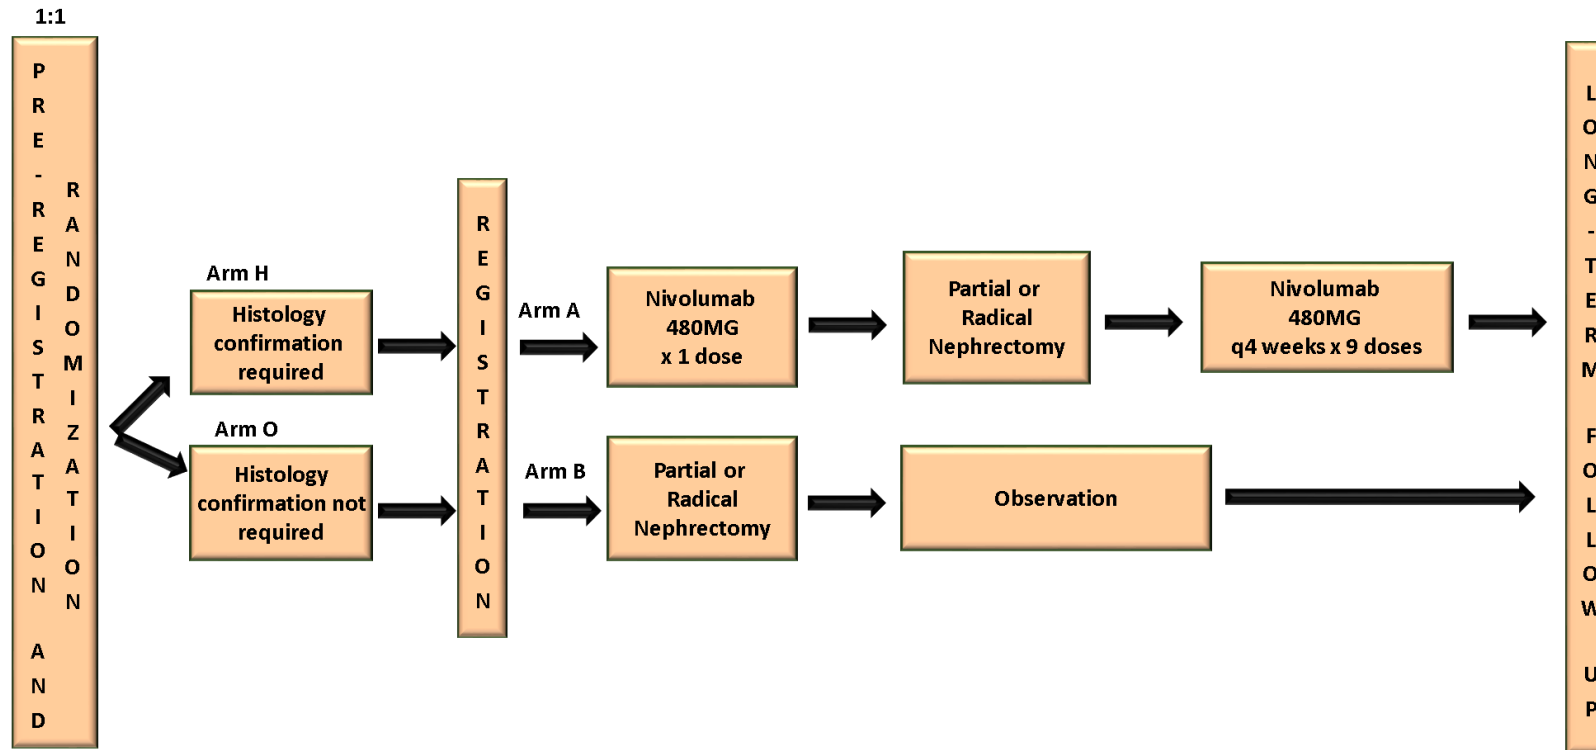 1:1
PRE-REGISTRATION AND
RANDOMIZATION
Arm H
Histology
confirmation
required
Arm O
Histology
confirmation not
required
REGISTRATION
Arm A
Nivolumab
480MG
x 1 dose
Partial or
Radical
Nephrectomy
Nivolumab
480MG
q4 weeks x 9 doses
Arm B
Partial or
Radical
Nephrectomy
Observation
LONG-TERM FOLLOW UP